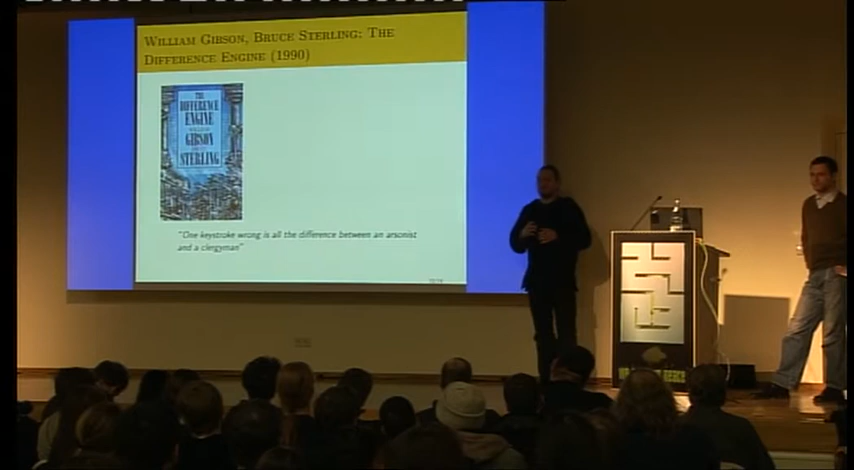 WILLIAM GIBSON, BRUCE STERLING: THE
DIFFERENCE ENGINE (1990)
THE
DIFFERENCE
ENGINE
WILLIAM
GIBSON
STERLING
"One keystroke wrong is all the difference between an arsonist
and a clergyman"